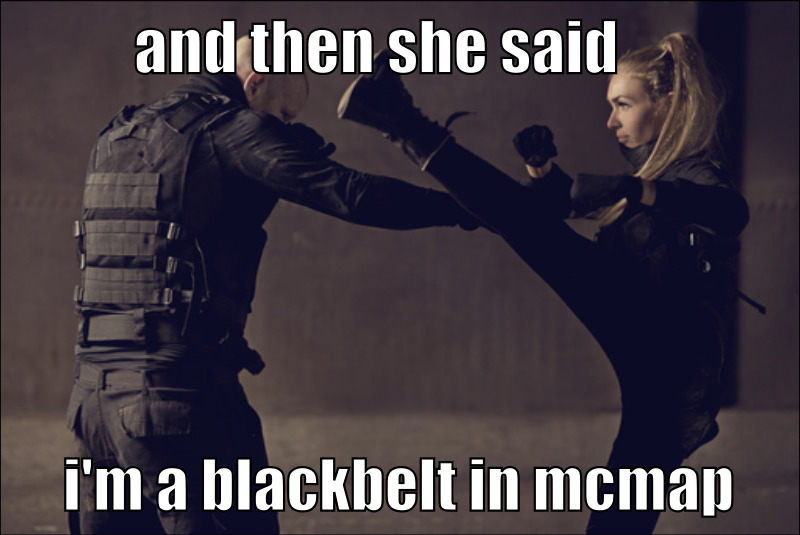 and then she said
i'm a blackbelt in mcmap